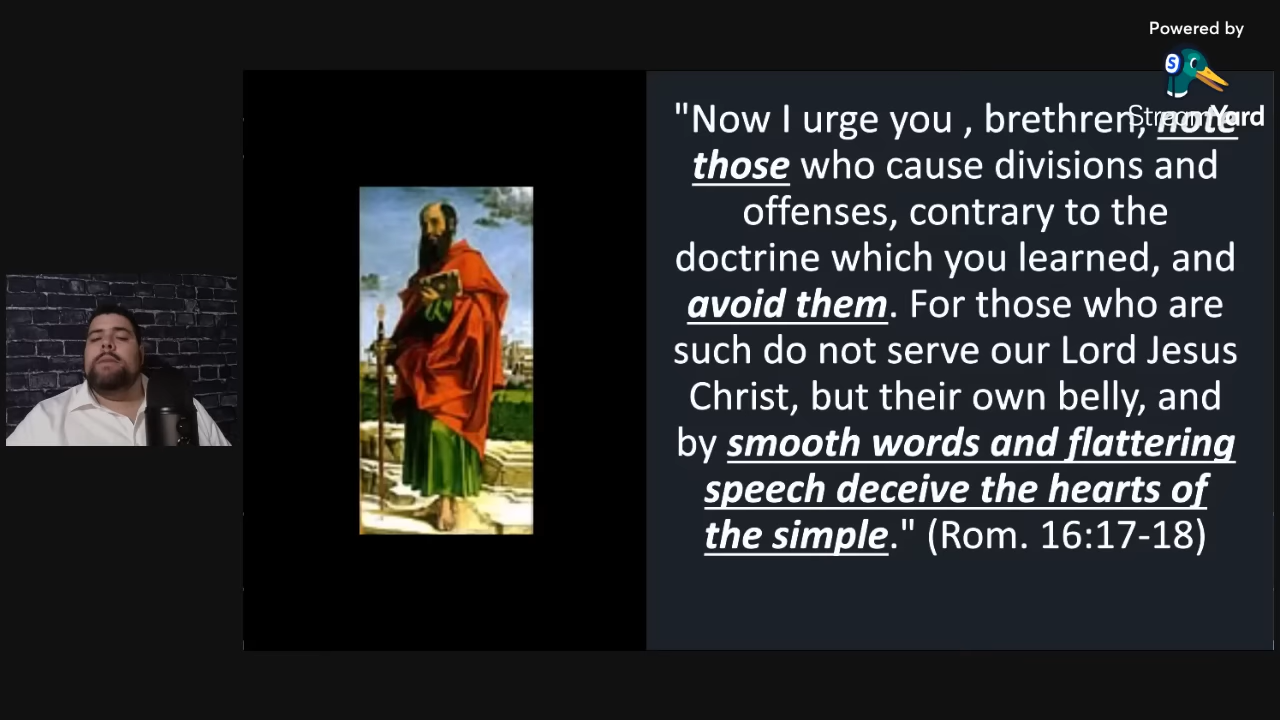 Powered by
StreamYard
"Now I urge you , brethren, note
those who cause divisions and
offenses, contrary to the
doctrine which you learned, and
avoid them. For those who are
such do not serve our Lord Jesus
Christ, but their own belly, and
by smooth words and flattering
speech deceive the hearts of
the simple." (Rom. 16:17-18)